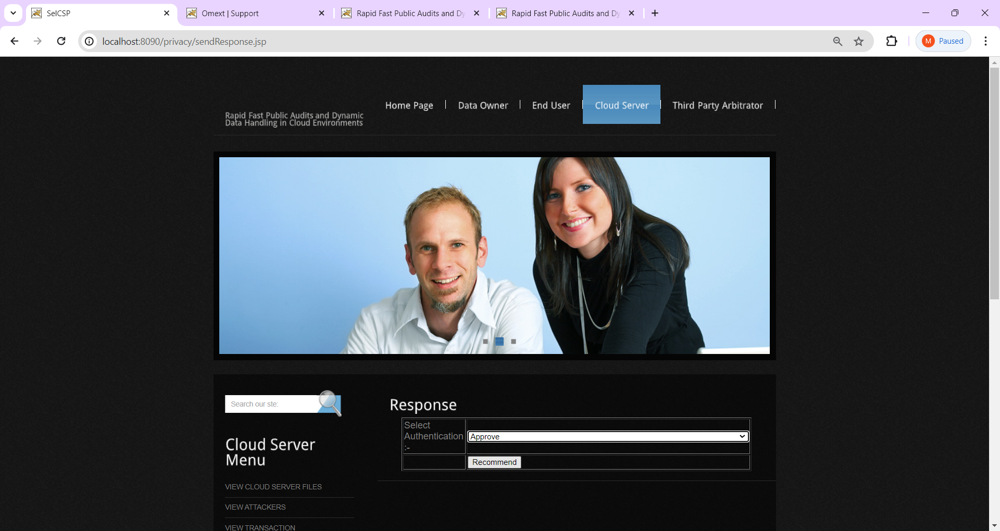 SelCSP
Omext | Support
Rapid Fast Public Audits and Dy
Rapid Fast Public Audits and Dy
localhost:8090/privacy/sendResponse.jsp
M Paused
Home Page
Data Owner
End User
Cloud Server
Third Party Arbitrator
Rapid Fast Public Audits and Dynamic
Data Handling in Cloud Environments
Search our ste:
Response
Select
Authentication
:-
Approve
Recommend
Cloud Server
Menu
VIEW CLOUD SERVER FILES
VIEW ATTACKERS
VIEW TRANSACTION